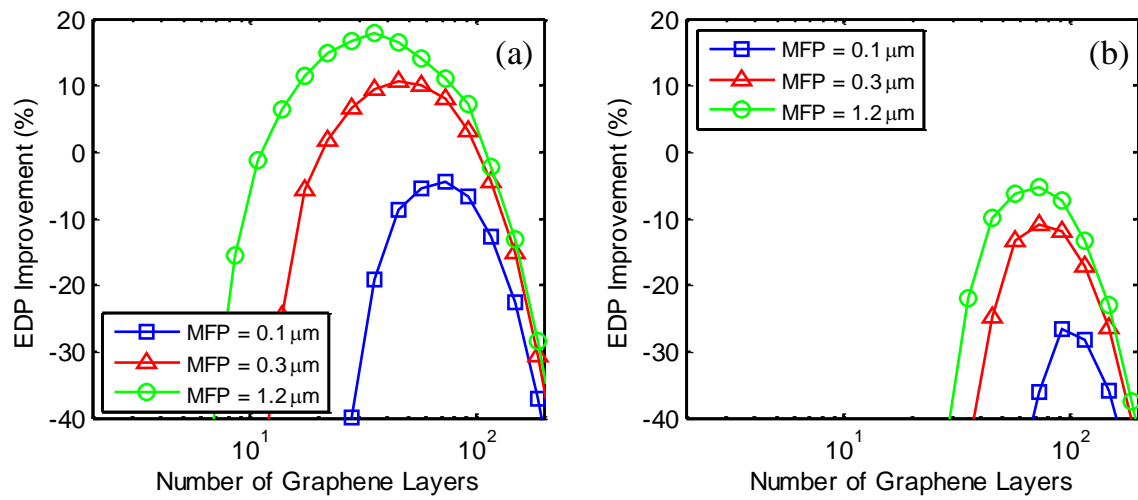 (a)
EDP Improvement (%)
20
10
0
-10
-20
-30
-40
MFP = 0.1 μm
MFP = 0.3 μm
MFP = 1.2 μm
10¹
10²
Number of Graphene Layers
(b)
EDP Improvement (%)
20
10
0
-10
-20
-30
-40
MFP = 0.1 μm
MFP = 0.3 μm
MFP = 1.2 μm
10¹
10²
Number of Graphene Layers